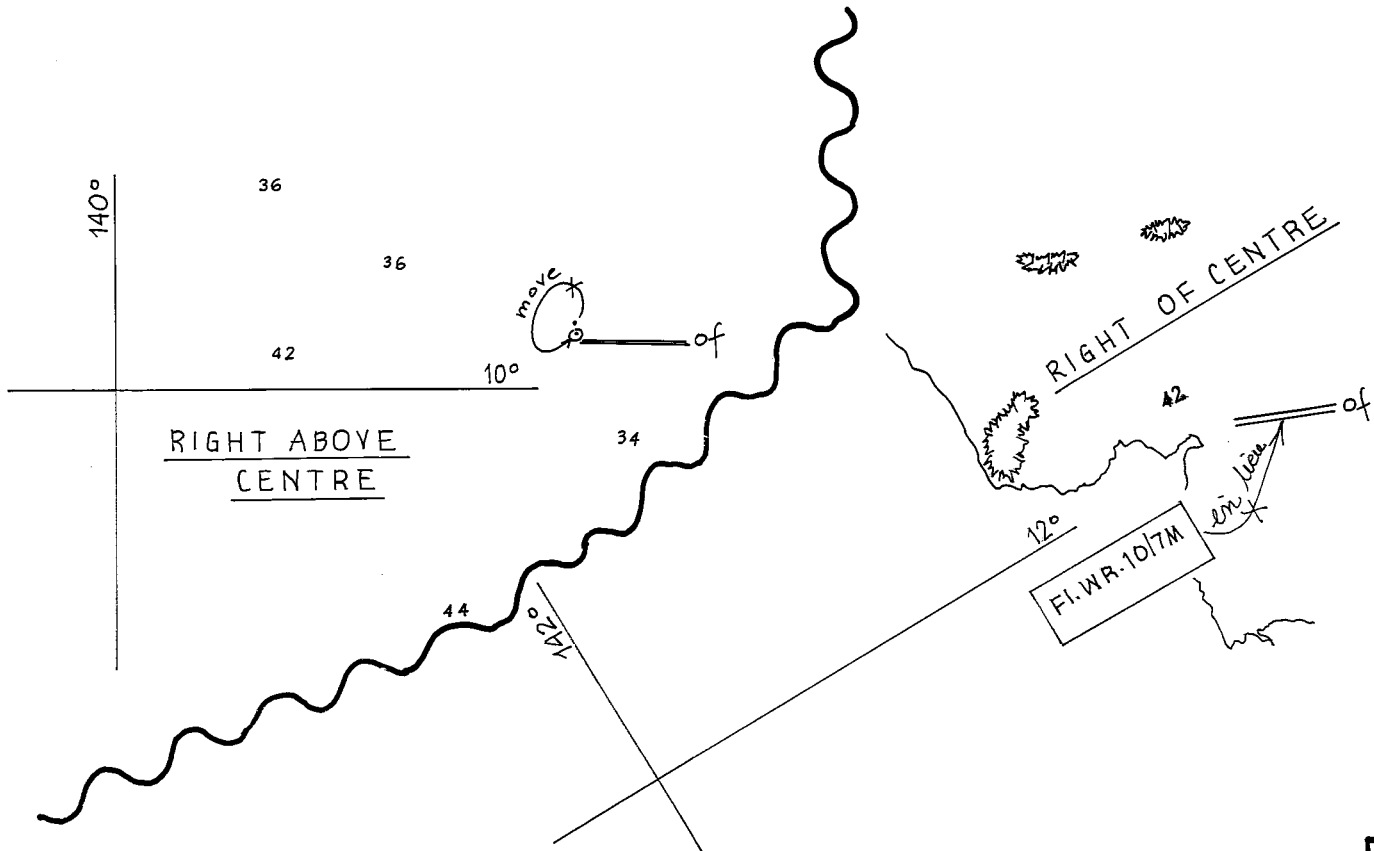 140°
36
36
move
of
42
10°
RIGHT ABOVE
CENTRE
34
44
142°
RIGHT OF CENTRE
42
of
en lieu
12°
Fl.WR.10/7M